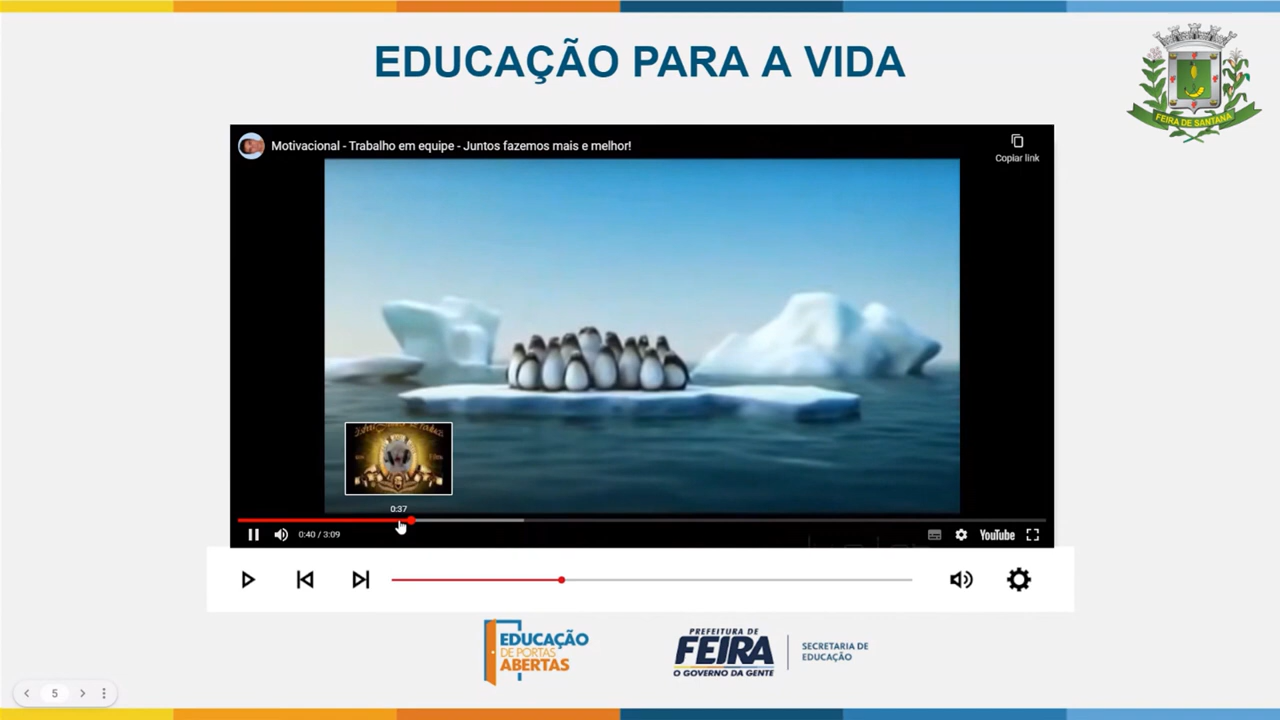 EDUCAÇÃO PARA A VIDA
FEIRA DE SANTANA
Motivacional - Trabalho em equipe - Juntos fazemos mais e melhor!
Copiar link
0:37
0:40 / 3:09
YouTube
EDUCAÇÃO
DE PORTAS
ABERTAS
PREFEITURA DE
FEIRA
O GOVERNO DA GENTE
SECRETARIA DE
EDUCAÇÃO
5